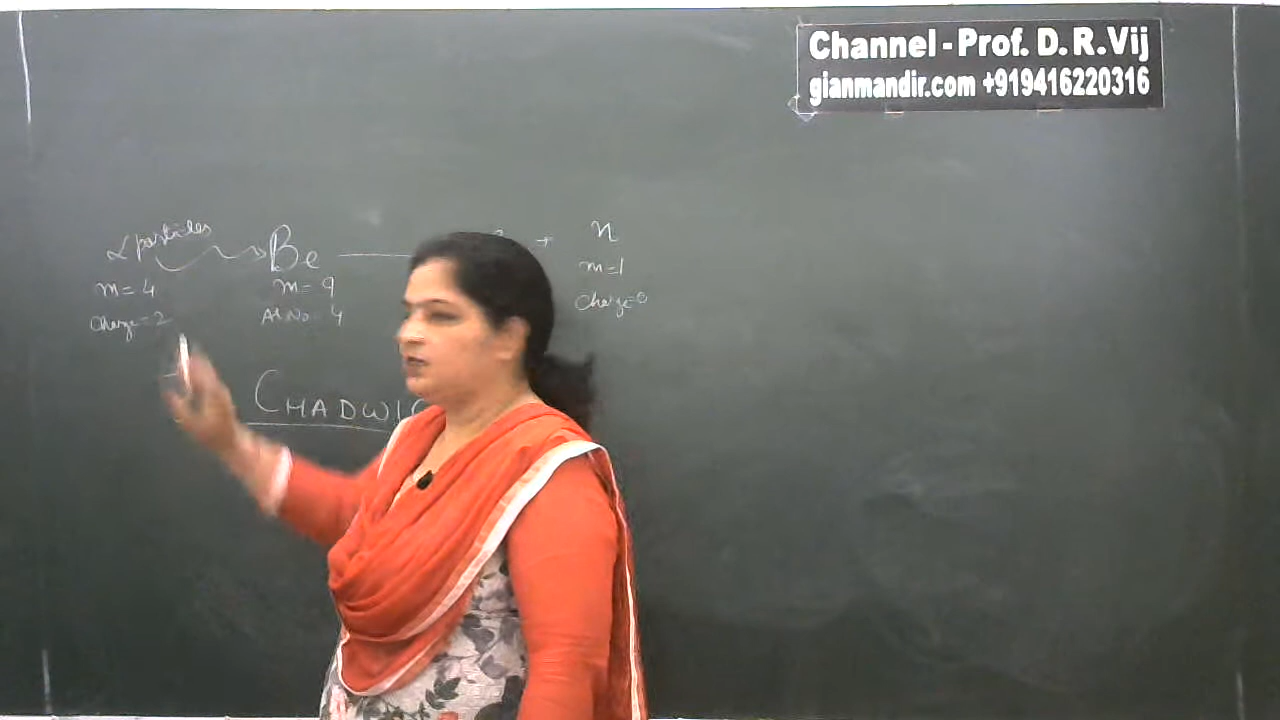 Channel - Prof. D. R. Vij
gianmandir.com +919416220316
α particles Be + n
m = 4 m = 9 m = 1
Charge = 2 At No = 4 Charge = 0
CHADWIC